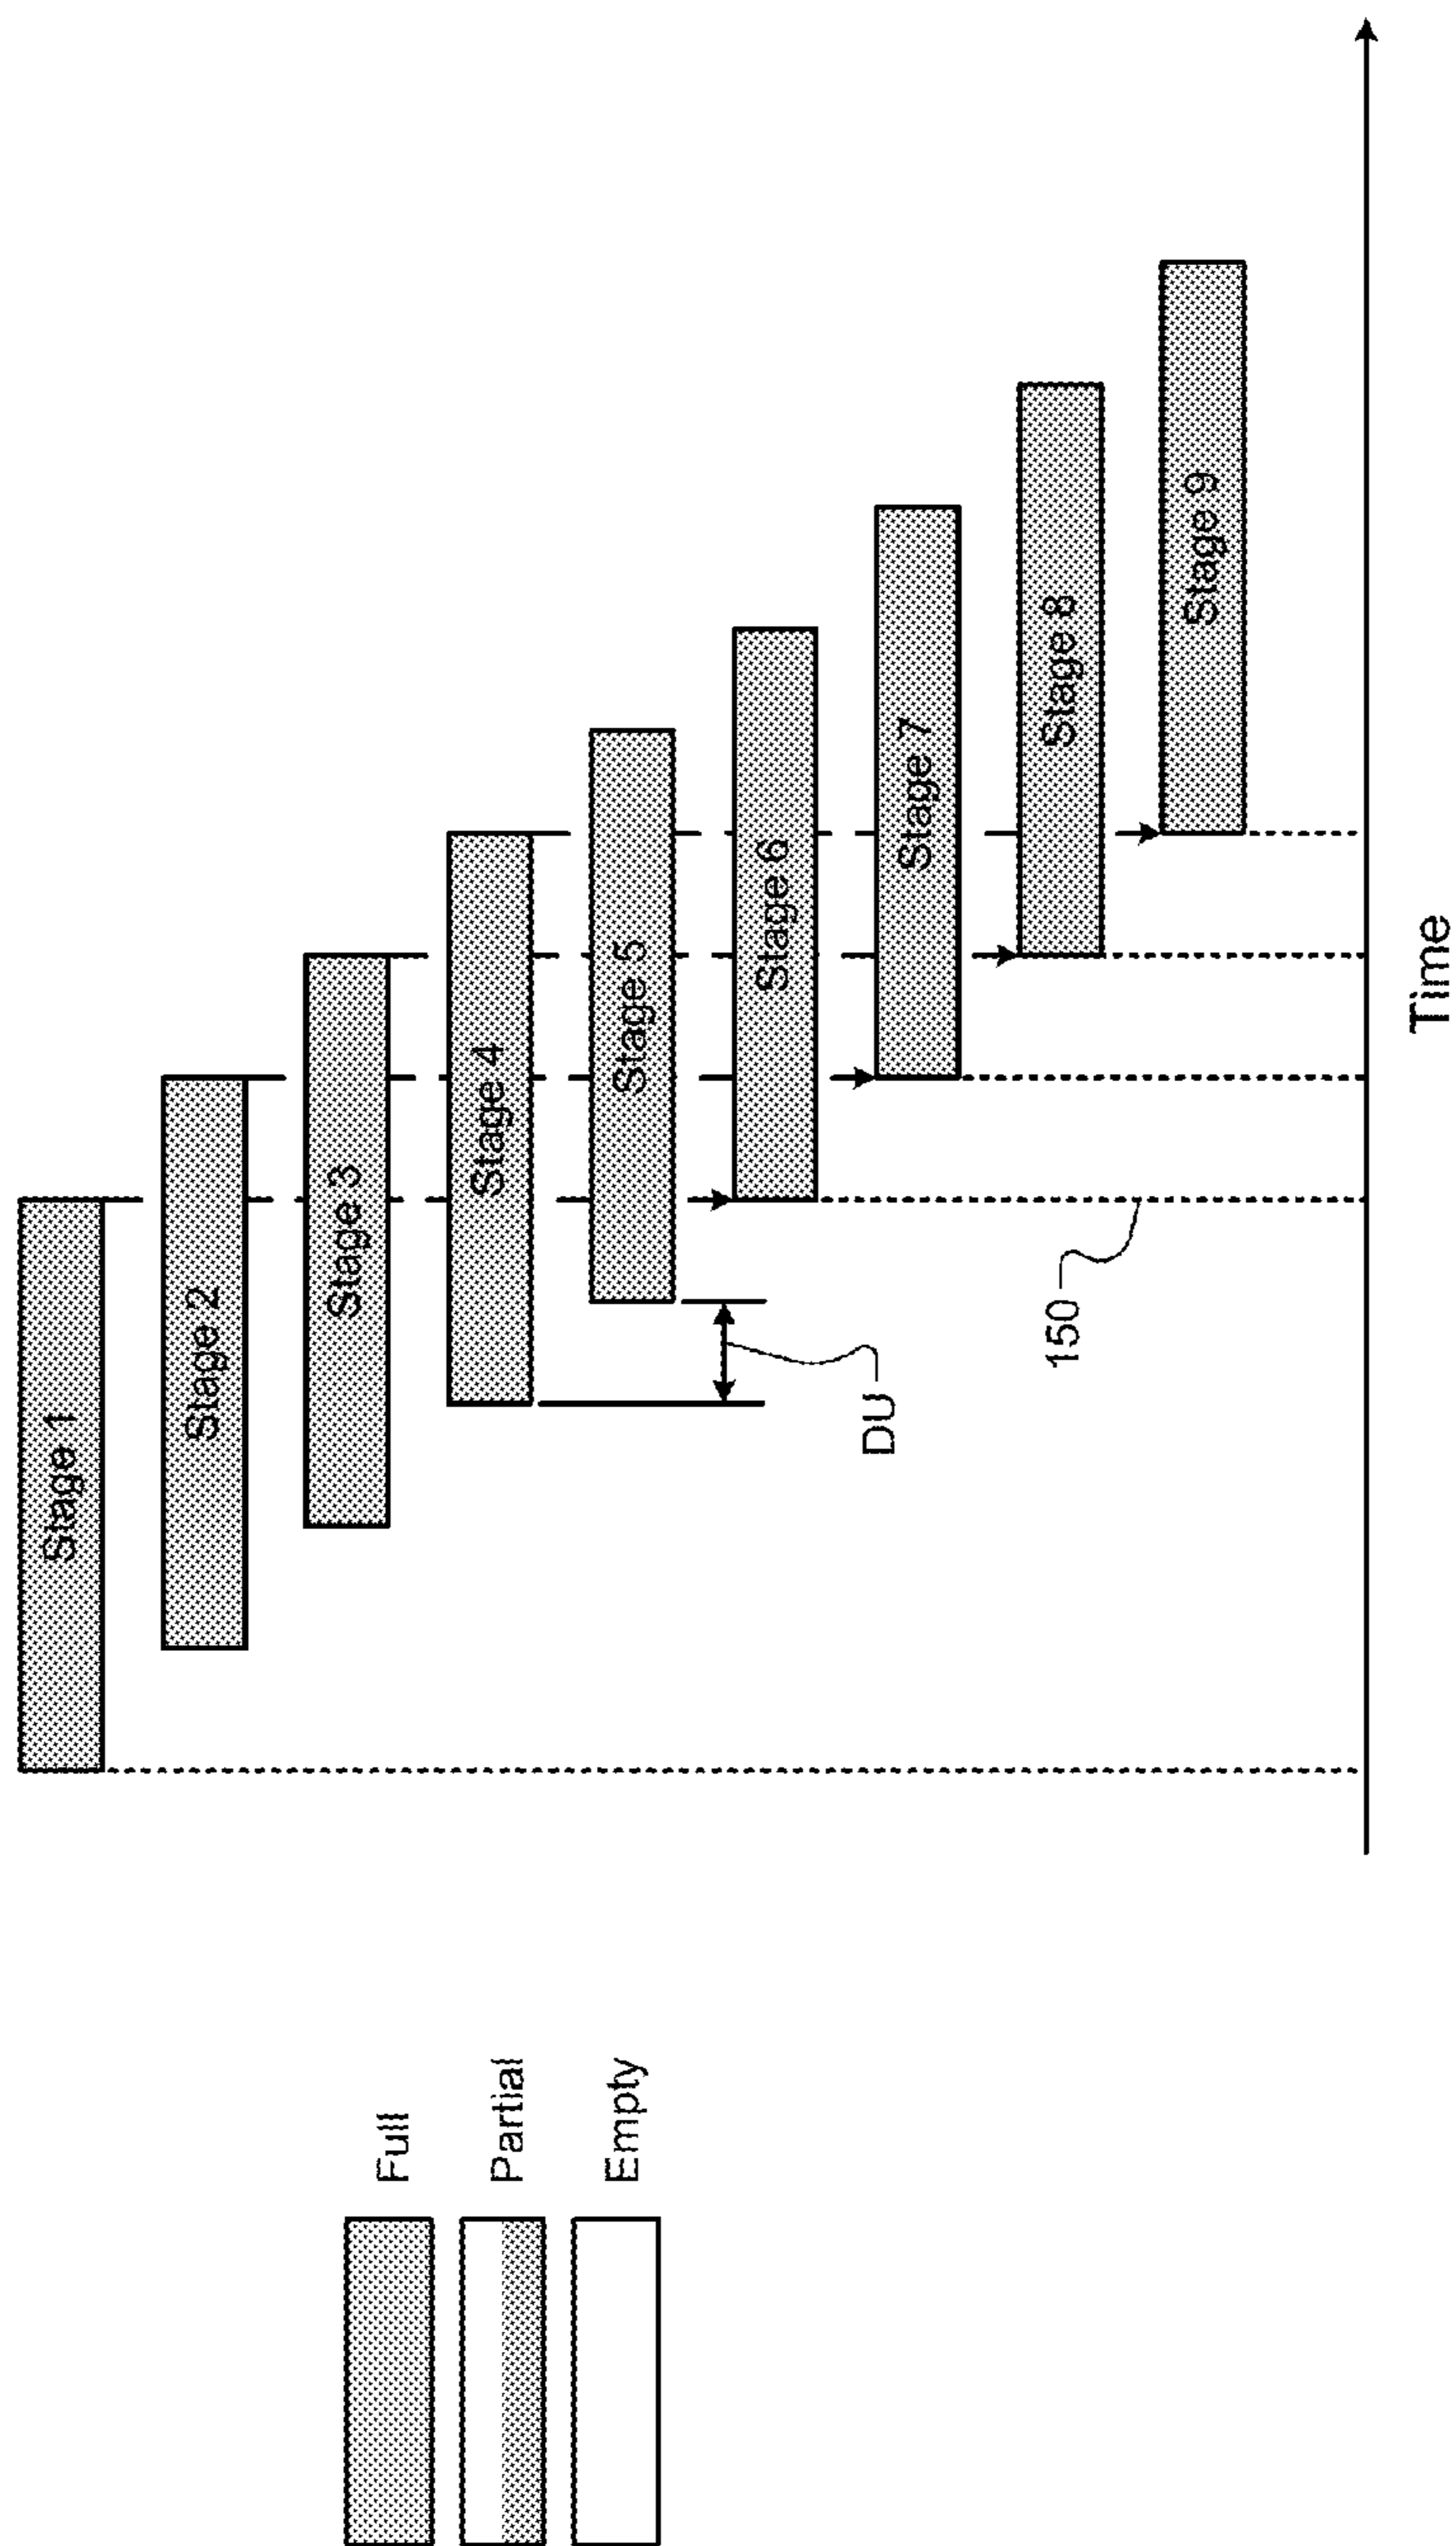 Stage 1
Stage 2
Stage 3
Stage 4
Stage 5
Stage 6
Stage 7
Stage 8
Stage 9
DU
150
Time
Full
Partial
Empty